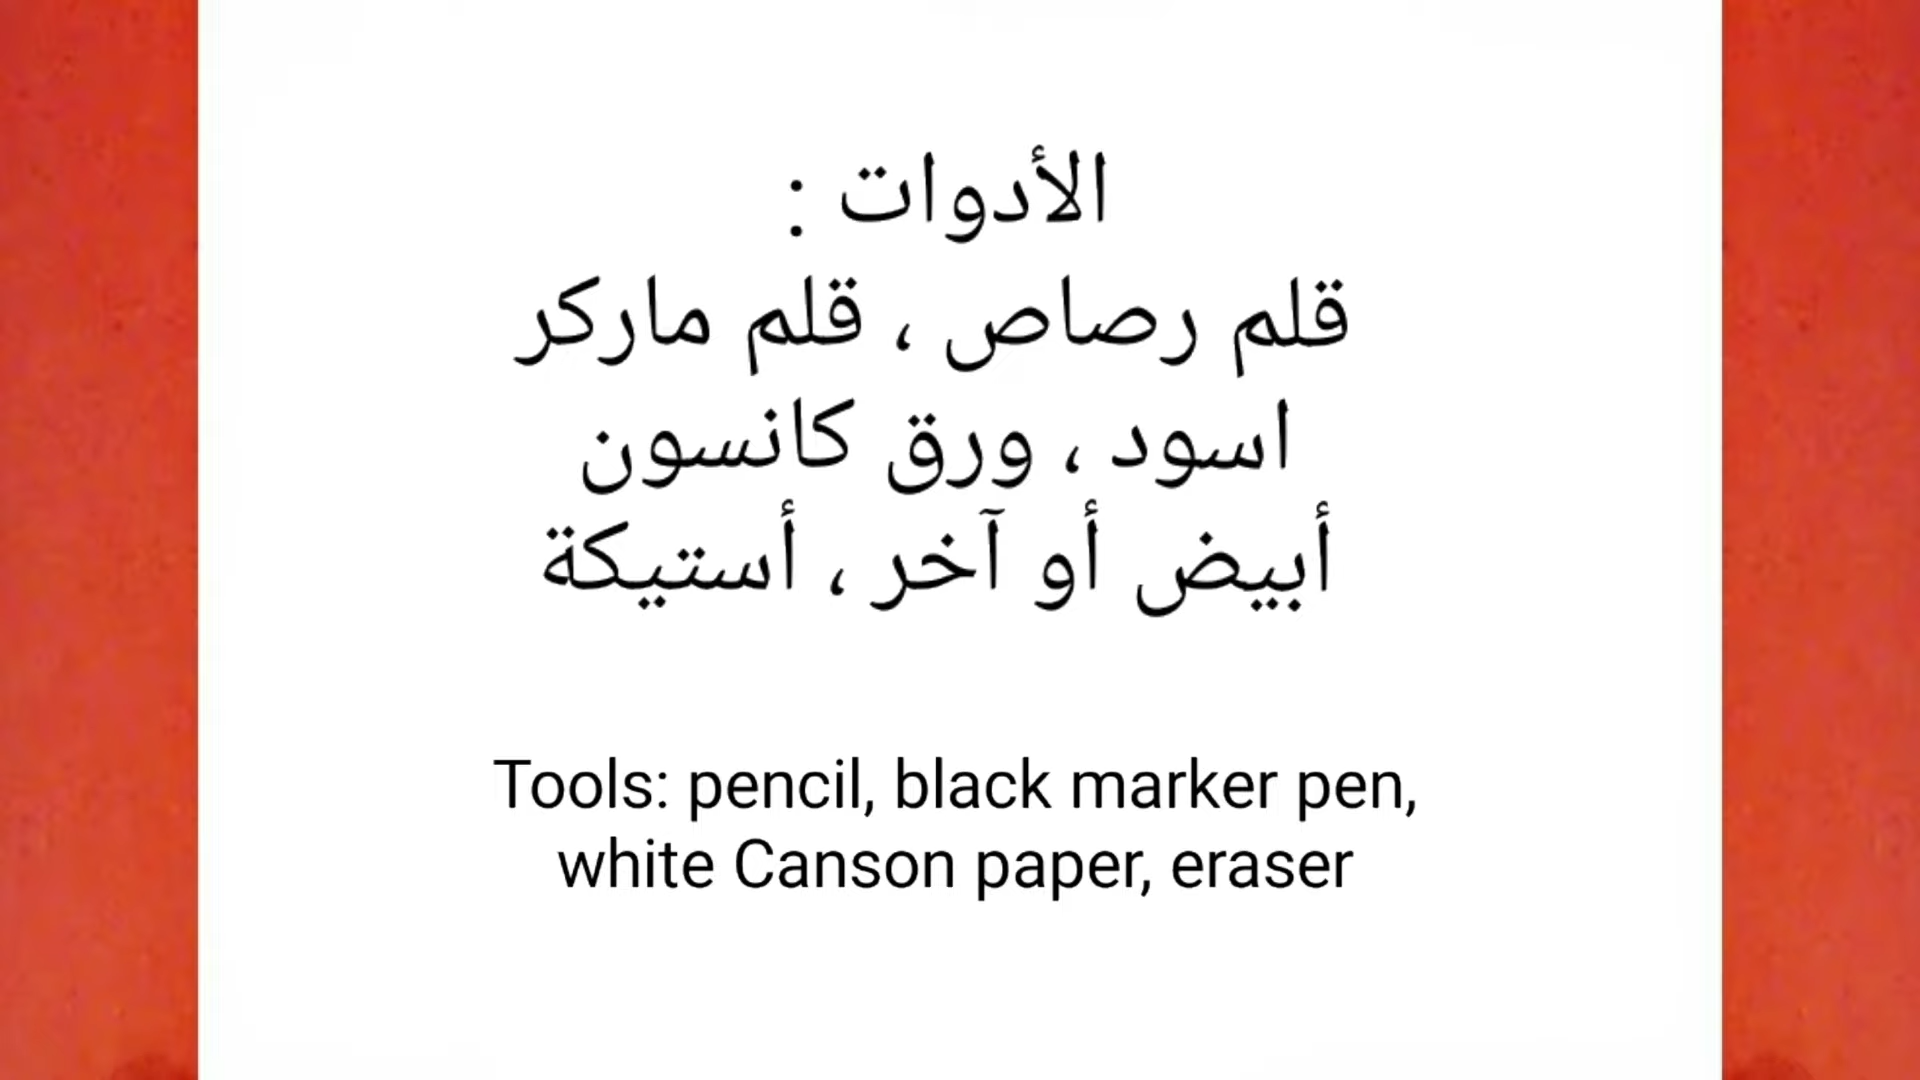 الأدوات :
قلم رصاص ، قلم ماركر
اسود ، ورق كانسون
أبيض أو آخر ، أستيكة
Tools: pencil, black marker pen,
white Canson paper, eraser